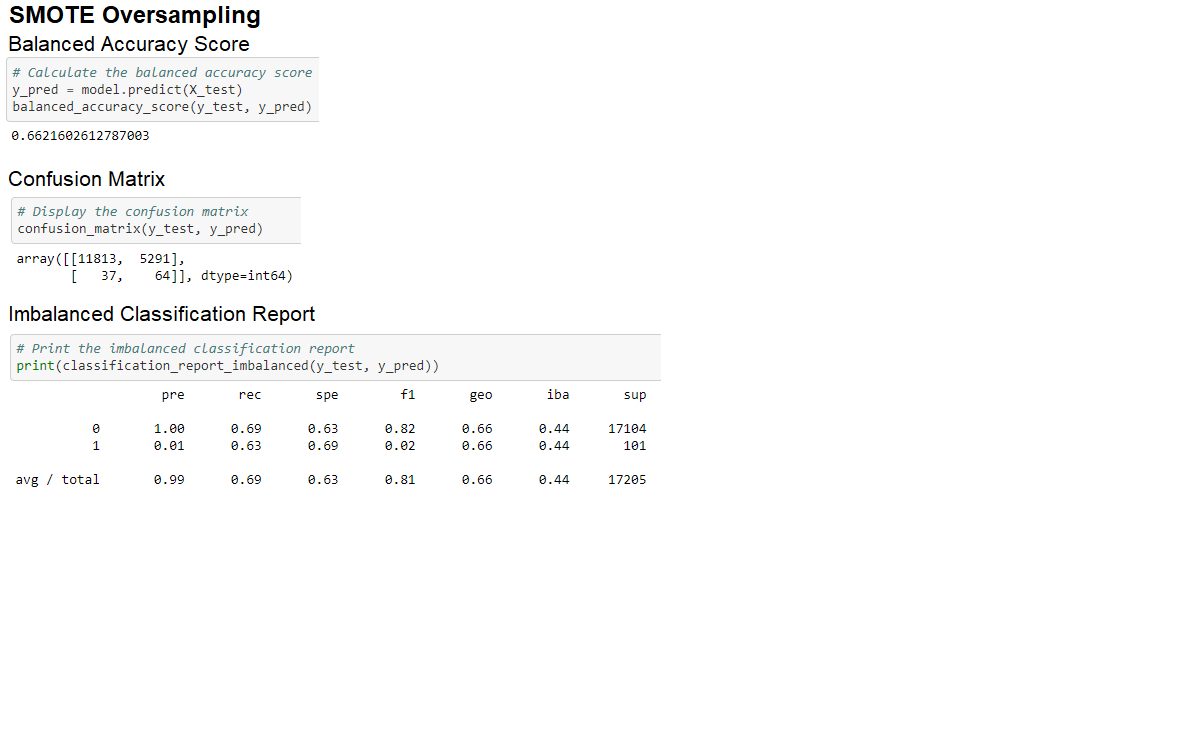 SMOTE Oversampling
Balanced Accuracy Score
# Calculate the balanced accuracy score
y_pred = model.predict(X_test)
balanced_accuracy_score(y_test, y_pred)
0.6621602612787003
Confusion Matrix
# Display the confusion matrix
confusion_matrix(y_test, y_pred)
array([[11813,  5291],
       [   37,    64]], dtype=int64)
Imbalanced Classification Report
# Print the imbalanced classification report
print(classification_report_imbalanced(y_test, y_pred))
pre rec spe f1 geo iba sup
0 1.00 0.69 0.63 0.82 0.66 0.44 17104
1 0.01 0.63 0.69 0.02 0.66 0.44 101
avg / total 0.99 0.69 0.63 0.81 0.66 0.44 17205